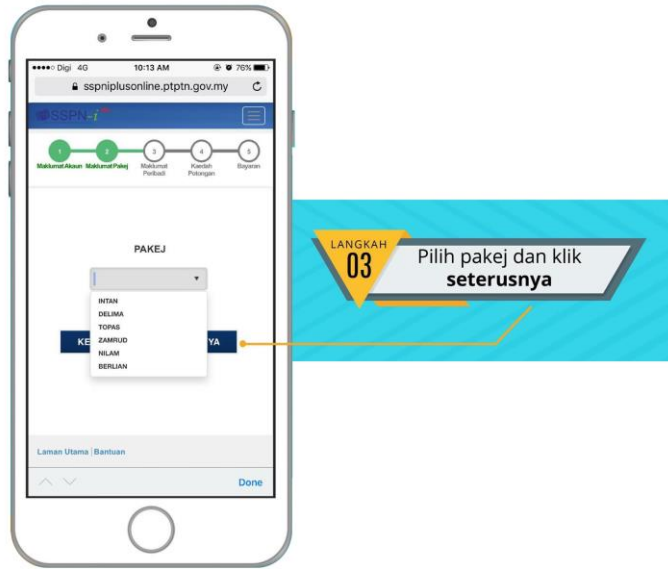 Digi 4G 10:13 AM 76%
sspniplusonline.ptptn.gov.my
SSPN-i
1 2 3 4 5
Maklumat Akaun Maklumat Pakej Maklumat Peribadi Kaedah Potongan Bayaran
PAKEJ
INTAN
DELIMA
TOPAS
ZAMRUD
NILAM
BERLIAN
KE YA
Laman Utama | Bantuan
Done
LANGKAH
03
Pilih pakej dan klik
seterusnya